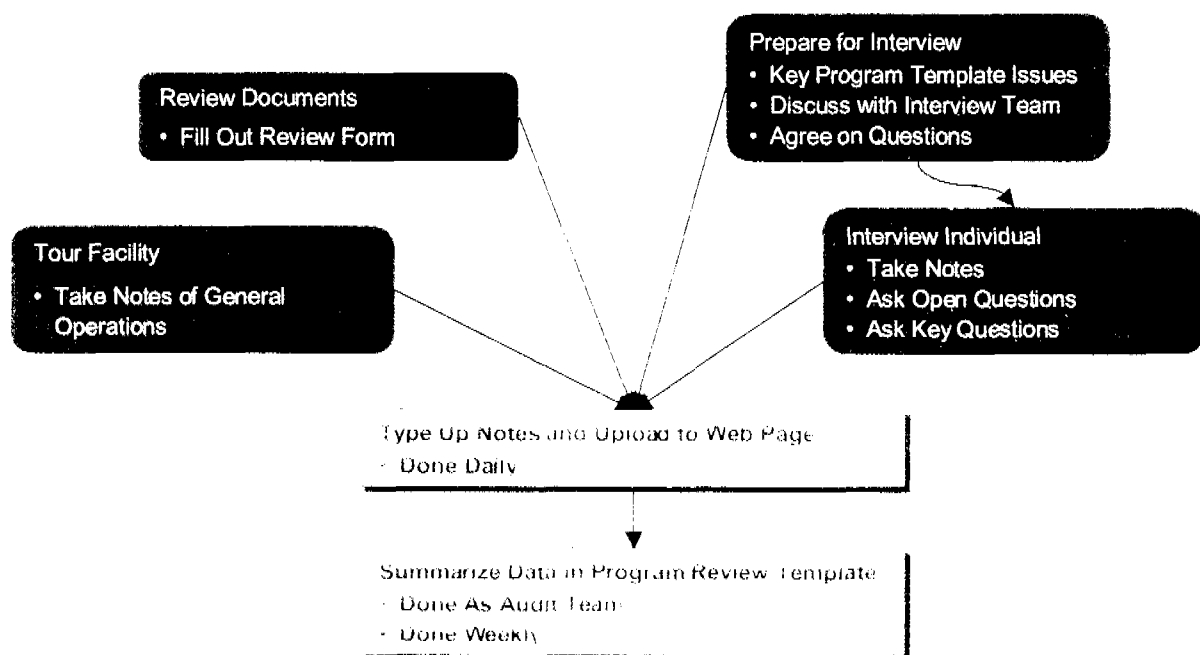 Prepare for Interview
• Key Program Template Issues
• Discuss with Interview Team
• Agree on Questions
Review Documents
• Fill Out Review Form
Interview Individual
• Take Notes
• Ask Open Questions
• Ask Key Questions
Tour Facility
• Take Notes of General
Operations
Type Up Notes and Upload to Web Page
• Done Daily
Summarize Data in Program Review Template
• Done As Audit Team
• Done Weekly